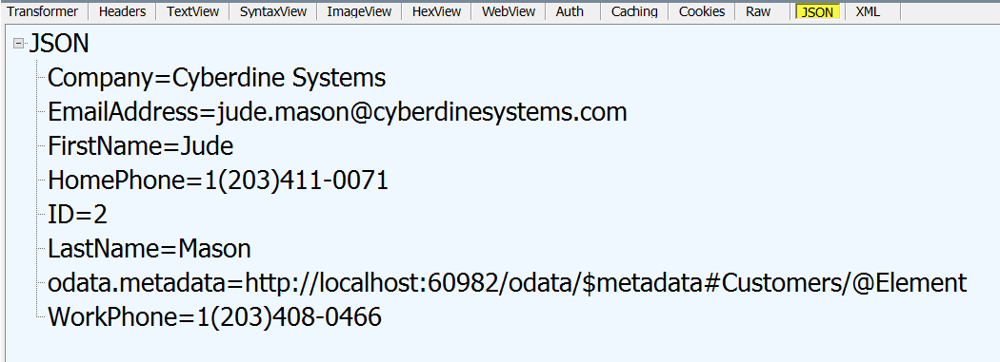 Transformer Headers TextView SyntaxView ImageView HexView WebView Auth Caching Cookies Raw JSON XML
JSON
Company=Cyberdine Systems
EmailAddress=jude.mason@cyberdinesystems.com
FirstName=Jude
HomePhone=1(203)411-0071
ID=2
LastName=Mason
odata.metadata=http://localhost:60982/odata/$metadata#Customers/@Element
WorkPhone=1(203)408-0466